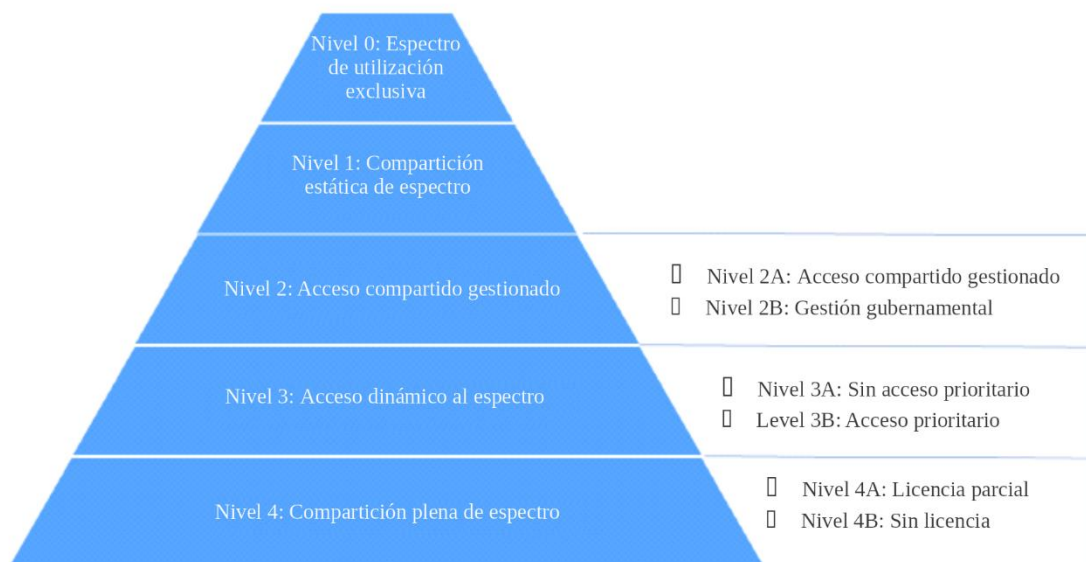 Nivel 0: Espectro
de utilización
exclusiva
Nivel 1: Compartición
estática de espectro
Nivel 2: Acceso compartido gestionado
Nivel 2A: Acceso compartido gestionado
Nivel 2B: Gestión gubernamental
Nivel 3: Acceso dinámico al espectro
Nivel 3A: Sin acceso prioritario
Level 3B: Acceso prioritario
Nivel 4: Compartición plena de espectro
Nivel 4A: Licencia parcial
Nivel 4B: Sin licencia